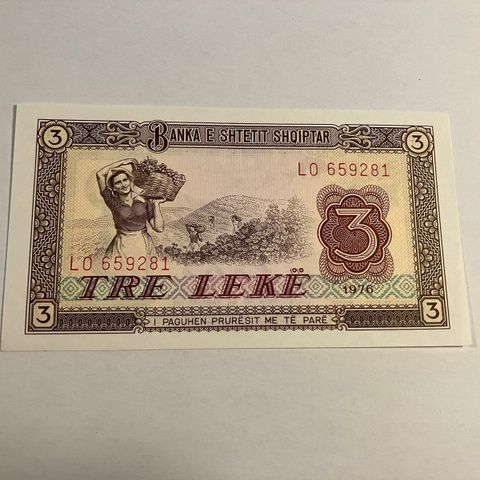 3
BANKA E SHTETIT SHQIPTAR
LO 659281
3
LO 659281
TRE LEKË
1976
3
I PAGUHEN PRURËSIT ME TË PARË
3